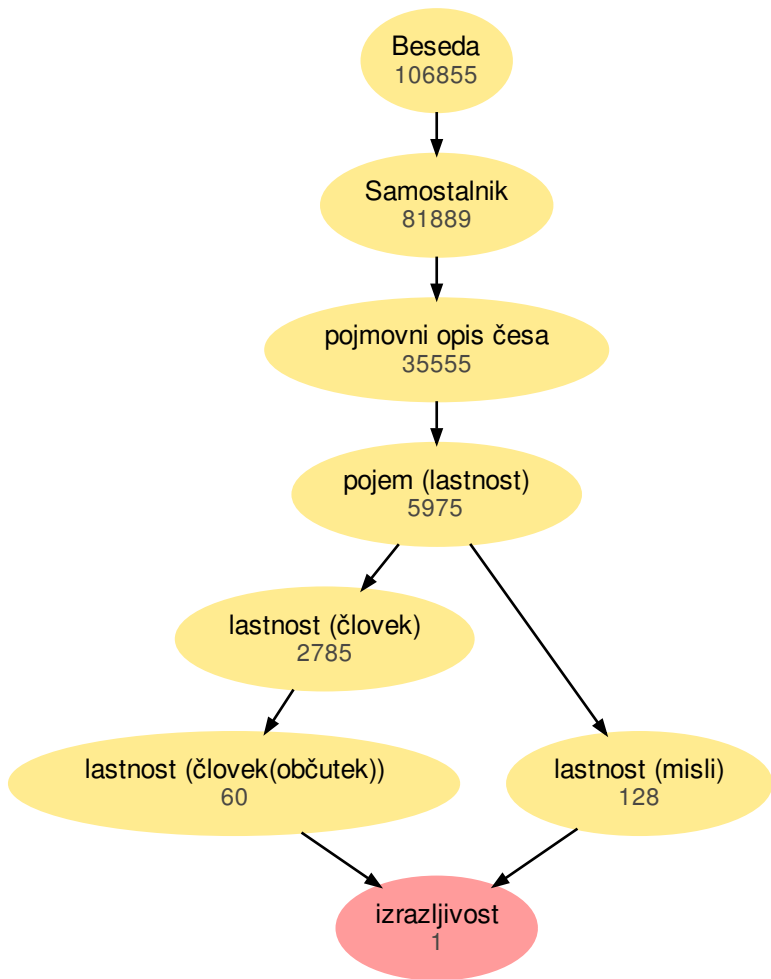 Beseda
106855
Samostalnik
81889
pojmovni opis česa
35555
pojem (lastnost)
5975
lastnost (človek)
2785
lastnost (človek(občutek))
60
lastnost (misli)
128
izrazljivost
1